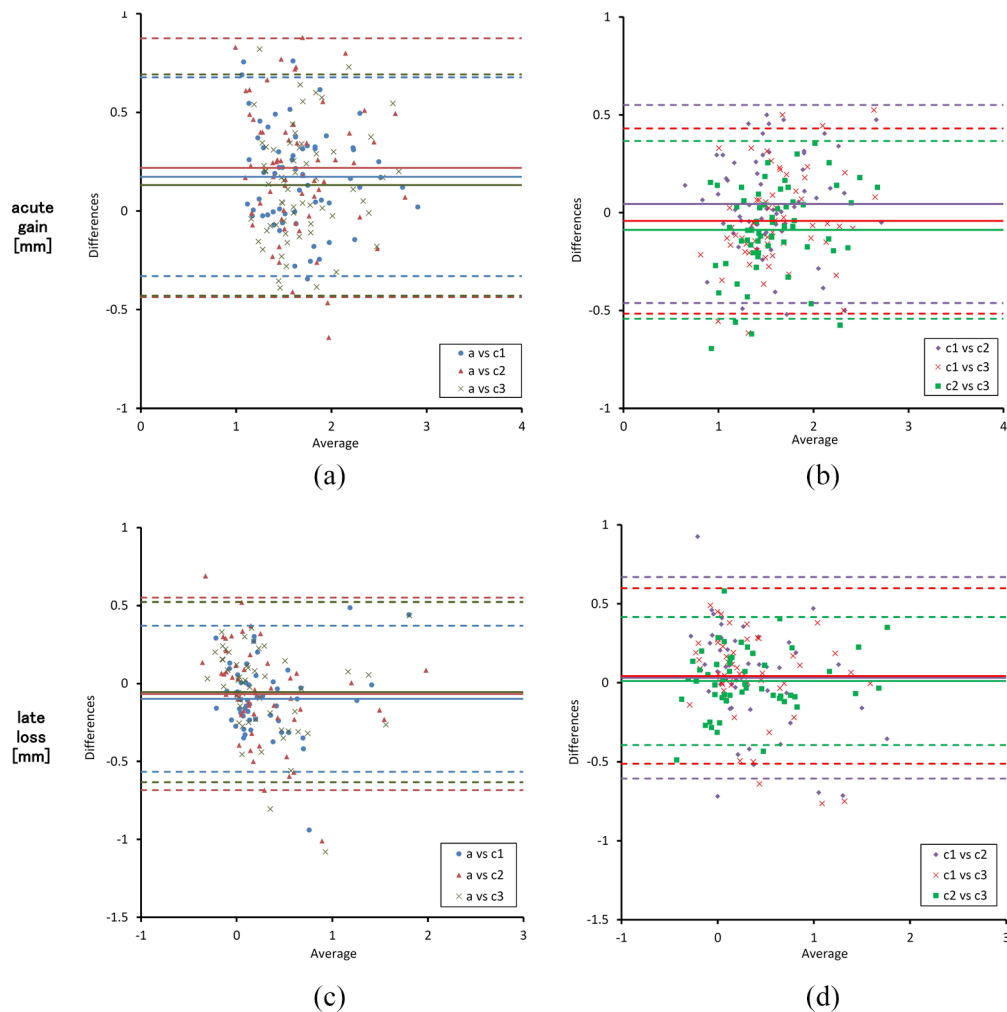 1
0.5
0
-0.5
-1
0
1
2
3
4
Differences
Average
acute
gain
[mm]
a vs c1
a vs c2
a vs c3
(a)
1
0.5
0
-0.5
-1
0
1
2
3
4
Differences
Average
c1 vs c2
c1 vs c3
c2 vs c3
(b)
1
0.5
0
-0.5
-1
-1.5
-1
0
1
2
3
Differences
Average
late
loss
[mm]
a vs c1
a vs c2
a vs c3
(c)
1
0.5
0
-0.5
-1
-1.5
-1
0
1
2
3
Differences
Average
c1 vs c2
c1 vs c3
c2 vs c3
(d)